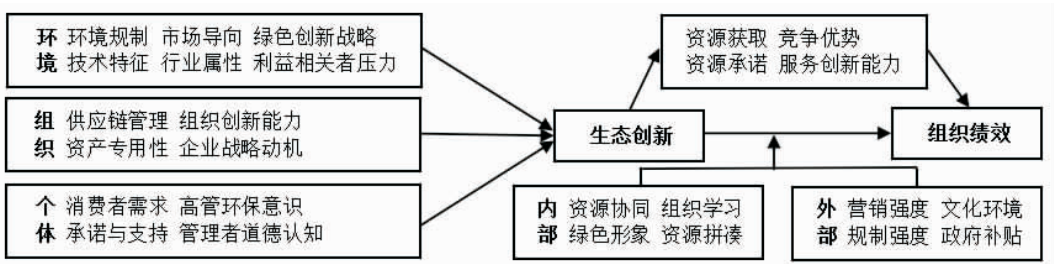 环 环境规制 市场导向 绿色创新战略
境 技术特征 行业属性 利益相关者压力
组 供应链管理 组织创新能力
织 资产专用性 企业战略动机
个 消费者需求 高管环保意识
体 承诺与支持 管理者道德认知
生态创新
资源获取 竞争优势
资源承诺 服务创新能力
组织绩效
内 资源协同 组织学习
部 绿色形象 资源拼凑
外 营销强度 文化环境
部 规制强度 政府补贴